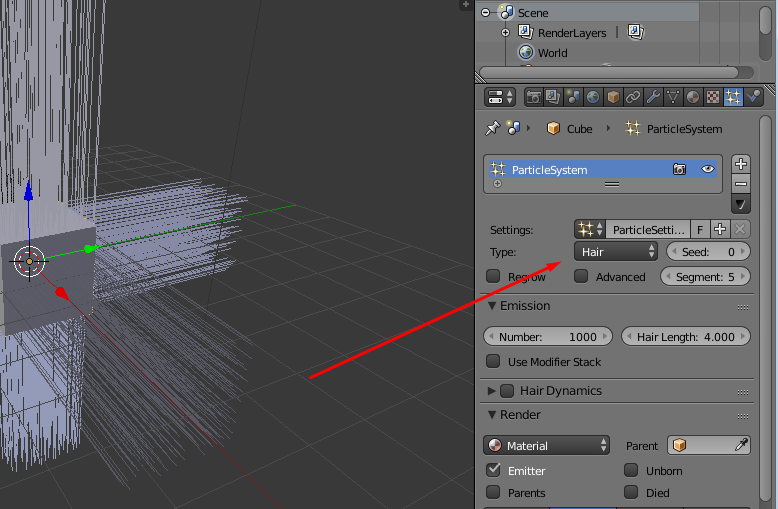 Scene
RenderLayers
World
Cube ParticleSystem
ParticleSystem
Settings: ParticleSetti... F
Type: Hair Seed: 0
Regrow Advanced Segment: 5
Emission
Number: 1000 Hair Length: 4.000
Use Modifier Stack
Hair Dynamics
Render
Material Parent
Emitter Unborn
Parents Died